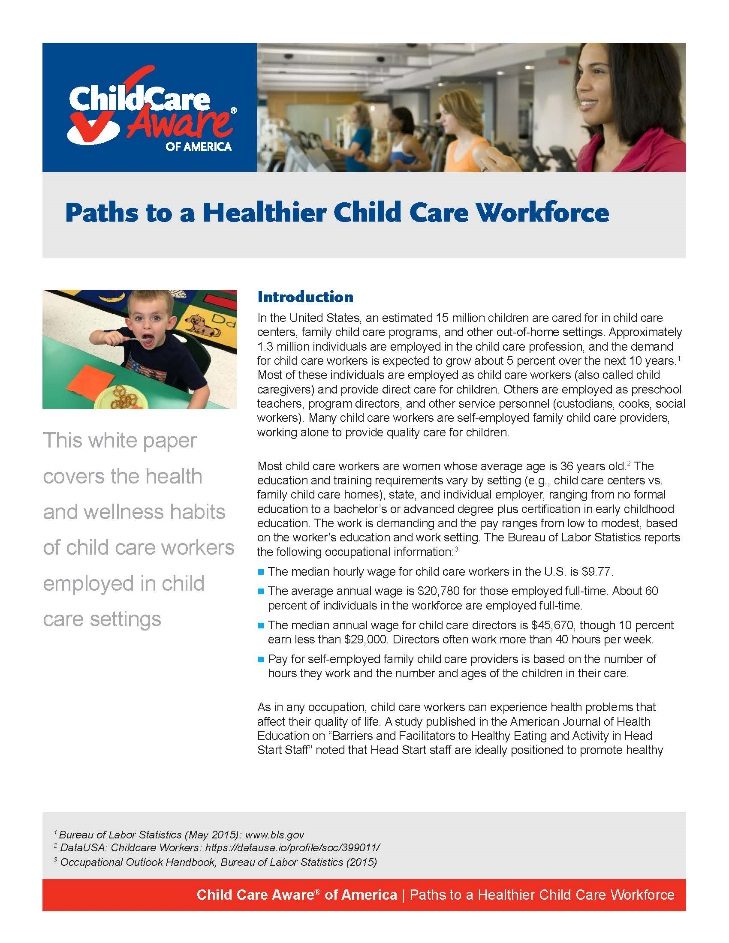 ChildCare
Aware®
OF AMERICA
Paths to a Healthier Child Care Workforce
This white paper
covers the health
and wellness habits
of child care workers
employed in child
care settings
Introduction
In the United States, an estimated 15 million children are cared for in child care
centers, family child care programs, and other out-of-home settings. Approximately
1.3 million individuals are employed in the child care profession, and the demand
for child care workers is expected to grow about 5 percent over the next 10 years.¹
Most of these individuals are employed as child care workers (also called child
caregivers) and provide direct care for children. Others are employed as preschool
teachers, program directors, and other service personnel (custodians, cooks, social
workers). Many child care workers are self-employed family child care providers,
working alone to provide quality care for children.
Most child care workers are women whose average age is 36 years old.² The
education and training requirements vary by setting (e.g., child care centers vs.
family child care homes), state, and individual employer, ranging from no formal
education to a bachelor's or advanced degree plus certification in early childhood
education. The work is demanding and the pay ranges from low to modest, based
on the worker's education and work setting. The Bureau of Labor Statistics reports
the following occupational information:³
■ The median hourly wage for child care workers in the U.S. is $9.77.
■ The average annual wage is $20,780 for those employed full-time. About 60
percent of individuals in the workforce are employed full-time.
■ The median annual wage for child care directors is $45,670, though 10 percent
earn less than $29,000. Directors often work more than 40 hours per week.
■ Pay for self-employed family child care providers is based on the number of
hours they work and the number and ages of the children in their care.
As in any occupation, child care workers can experience health problems that
affect their quality of life. A study published in the American Journal of Health
Education on "Barriers and Facilitators to Healthy Eating and Activity in Head
Start Staff" noted that Head Start staff are ideally positioned to promote healthy
¹ Bureau of Labor Statistics (May 2015): www.bls.gov
² DataUSA: Childcare Workers: https://datausa.io/profile/soc/399011/
³ Occupational Outlook Handbook, Bureau of Labor Statistics (2015)
Child Care Aware® of America | Paths to a Healthier Child Care Workforce